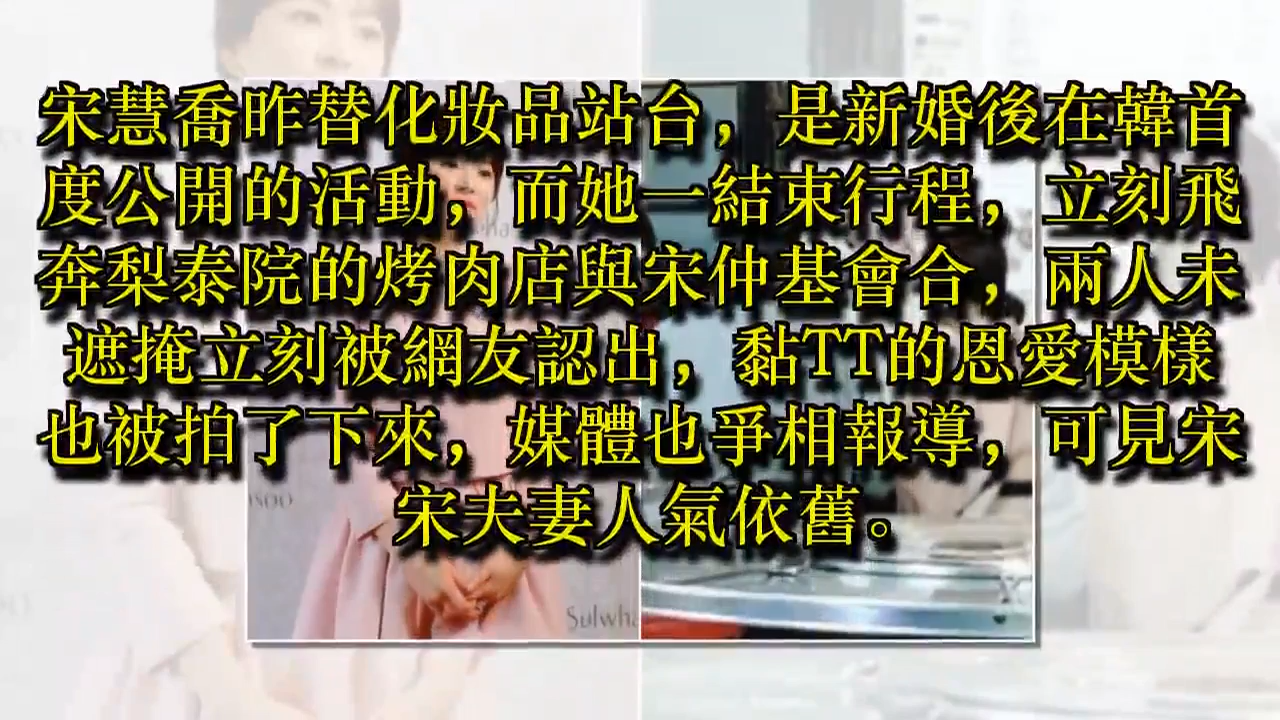 宋慧喬昨替化妝品站台，是新婚後在韓首
度公開的活動，而她一結束行程，立刻飛
奔梨泰院的烤肉店與宋仲基會合，兩人未
遮掩立刻被網友認出，黏TT的恩愛模樣
也被拍了下來，媒體也爭相報導，可見宋
宋夫妻人氣依舊。
Sulwha